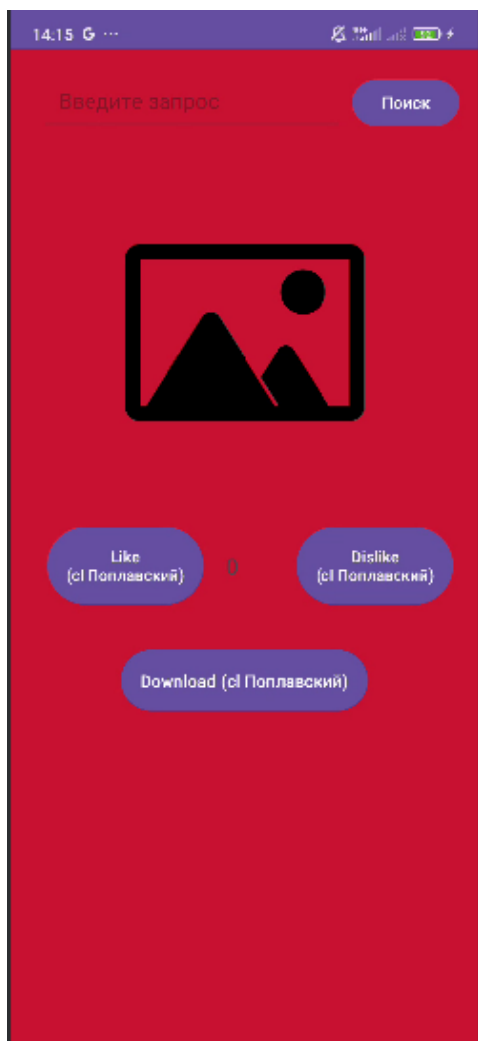 14:15 G ...
Введите запрос
Поиск
Like
(cl Поплавский)
0
Dislike
(cl Поплавский)
Download (cl Поплавский)